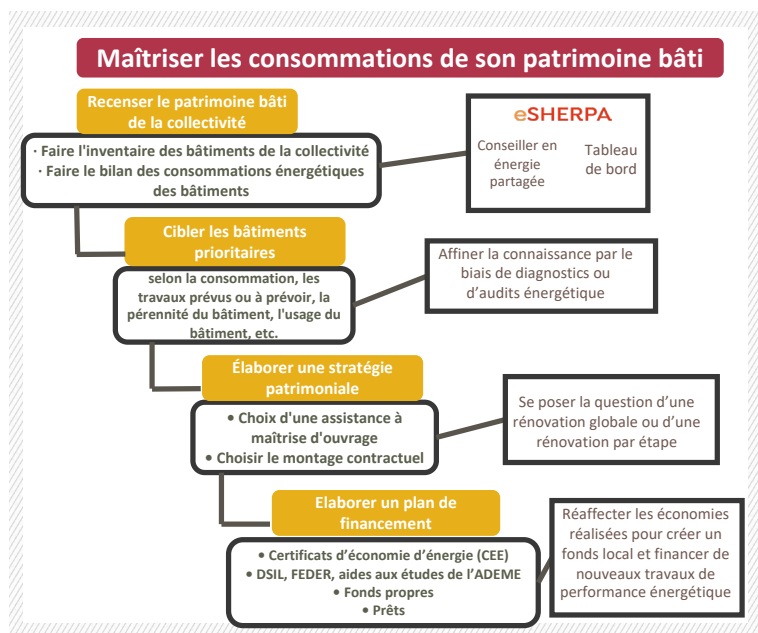 Maîtriser les consommations de son patrimoine bâti
Recenser le patrimoine bâti
de la collectivité
· Faire l'inventaire des bâtiments de la collectivité
· Faire le bilan des consommations énergétiques
des bâtiments
eSHERPA
Conseiller en
énergie
partagée
Tableau
de bord
Cibler les bâtiments
prioritaires
selon la consommation, les
travaux prévus ou à prévoir, la
pérennité du bâtiment, l'usage du
bâtiment, etc.
Affiner la connaissance par le
biais de diagnostics ou
d'audits énergétique
Élaborer une stratégie
patrimoniale
• Choix d'une assistance à
maîtrise d'ouvrage
• Choisir le montage contractuel
Se poser la question d'une
rénovation globale ou d'une
rénovation par étape
Elaborer un plan de
financement
• Certificats d'économie d'énergie (CEE)
• DSIL, FEDER, aides aux études de l'ADEME
• Fonds propres
• Prêts
Réaffecter les économies
réalisées pour créer un
fonds local et financer de
nouveaux travaux de
performance énergétique